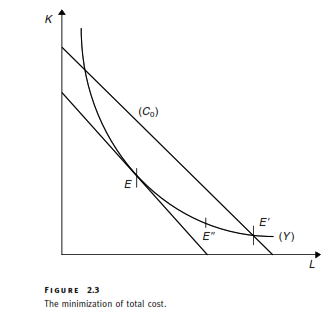 K
(C₀)
E
E′
E″
(Y)
L
FIGURE 2.3
The minimization of total cost.